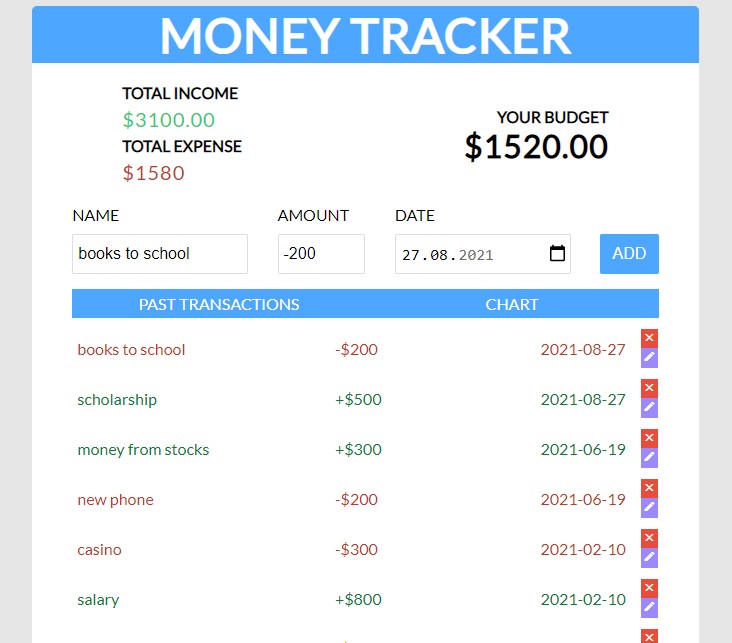 MONEY TRACKER
TOTAL INCOME
$3100.00
TOTAL EXPENSE
$1580
YOUR BUDGET
$1520.00
NAME AMOUNT DATE
books to school -200 27.08.2021 ADD
PAST TRANSACTIONS CHART
books to school -$200 2021-08-27
scholarship +$500 2021-08-27
money from stocks +$300 2021-06-19
new phone -$200 2021-06-19
casino -$300 2021-02-10
salary +$800 2021-02-10